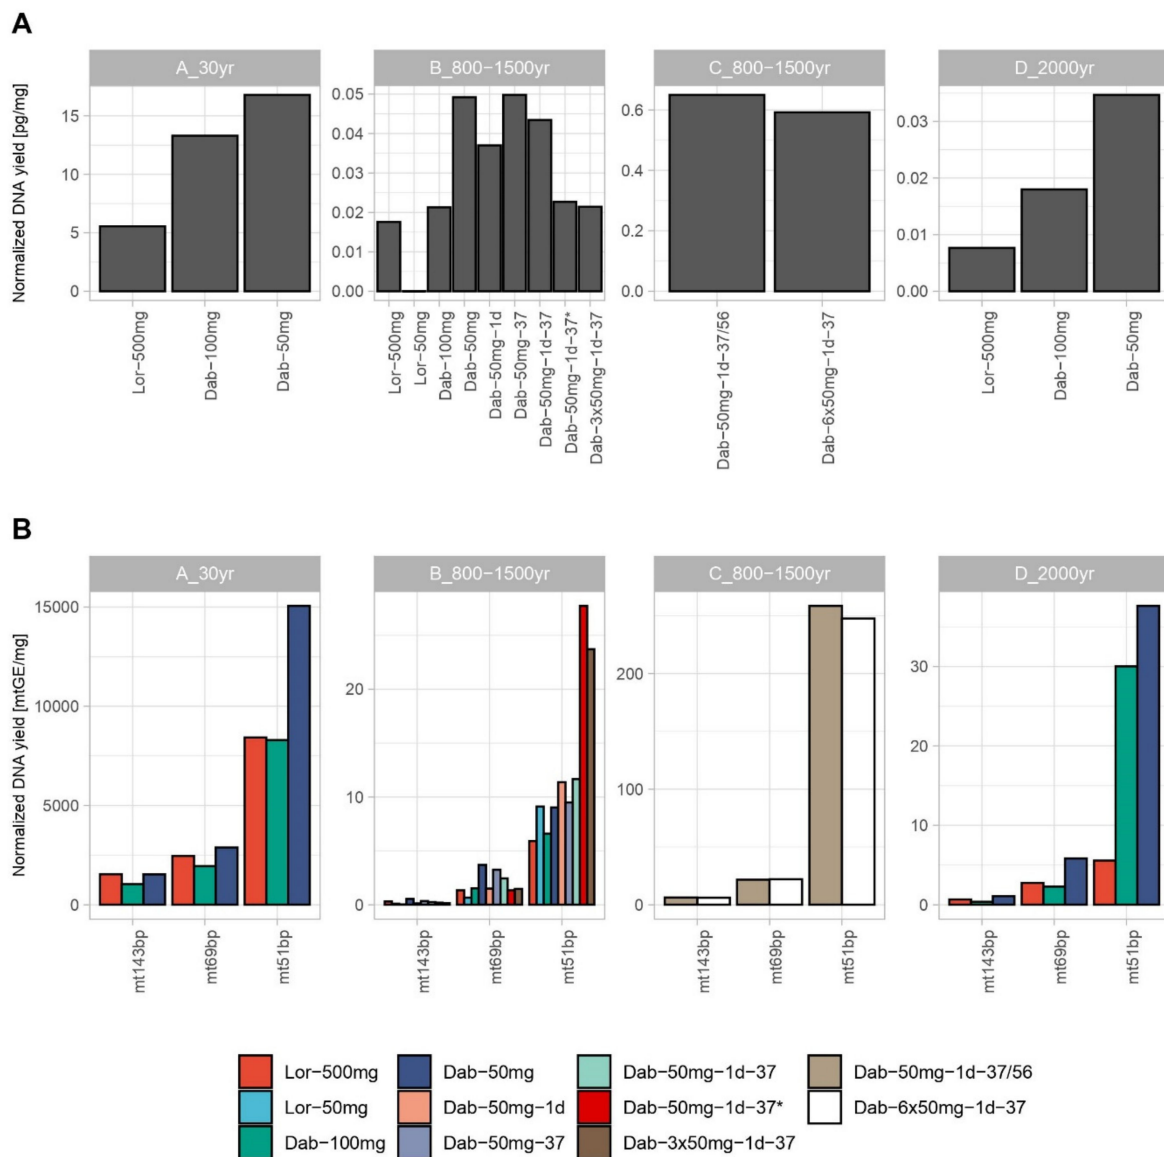 A
A_30yr
B_800−1500yr
C_800−1500yr
D_2000yr
Normalized DNA yield [pg/mg]
15
10
5
0
0.05
0.04
0.03
0.02
0.01
0.00
0.6
0.4
0.2
0.0
0.03
0.02
0.01
0.00
Lor−500mg
Dab−100mg
Dab−50mg
Lor−500mg
Lor−50mg
Dab−100mg
Dab−50mg
Dab−50mg−1d
Dab−50mg−37
Dab−50mg−1d−37
Dab−50mg−1d−37*
Dab−3x50mg−1d−37
Dab−50mg−1d−37/56
Dab−6x50mg−1d−37
Lor−500mg
Dab−100mg
Dab−50mg
B
A_30yr
B_800−1500yr
C_800−1500yr
D_2000yr
Normalized DNA yield [mtGE/mg]
15000
10000
5000
0
20
10
0
200
100
0
30
20
10
0
mt143bp
mt69bp
mt51bp
mt143bp
mt69bp
mt51bp
mt143bp
mt69bp
mt51bp
mt143bp
mt69bp
mt51bp
Lor−500mg
Dab−50mg
Dab−50mg−1d−37
Dab−50mg−1d−37/56
Lor−50mg
Dab−50mg−1d
Dab−50mg−1d−37*
Dab−6x50mg−1d−37
Dab−100mg
Dab−50mg−37
Dab−3x50mg−1d−37